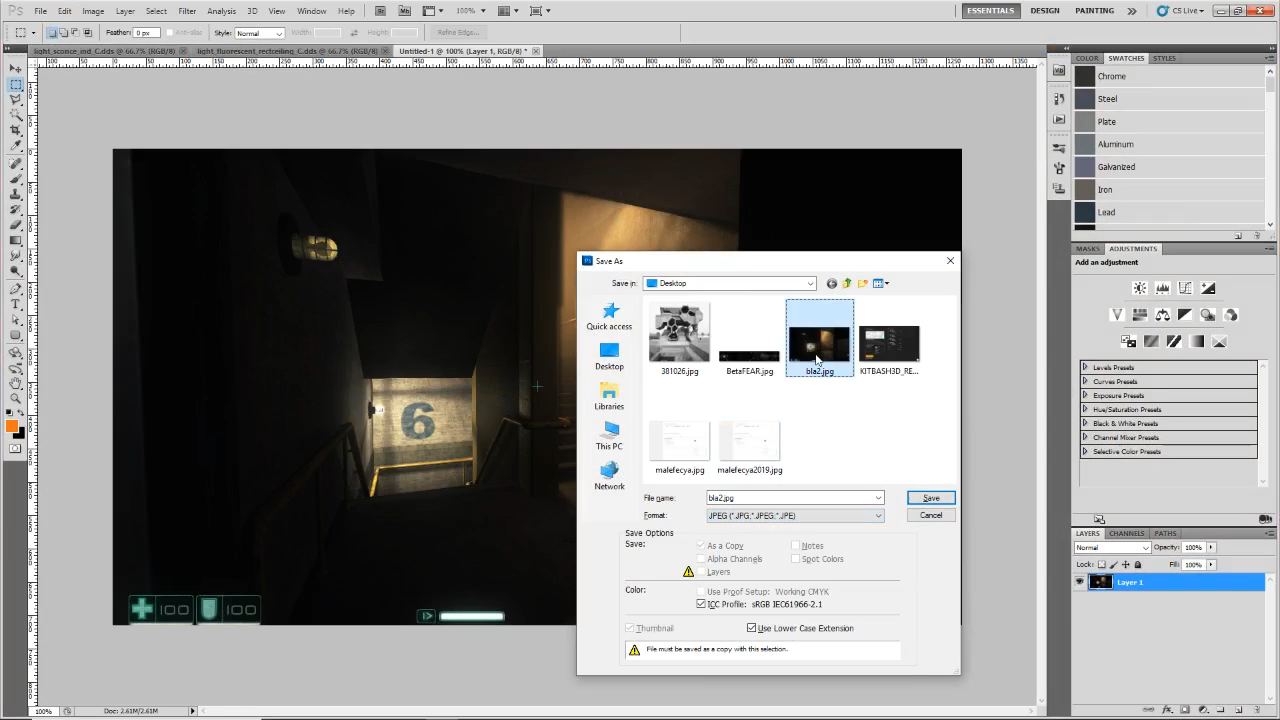 Ps File Edit Image Layer Select Filter Analysis 3D View Window Help Br Mb 100% ESSENTIALS DESIGN PAINTING CS Live
Feather: 0 px Anti-alias Style: Normal Width: Height: Refine Edge...
light_sconce_ind_C.dds @ 66.7% (RGB/8) light_fluorescent_rectceiling_C.dds @ 66.7% (RGB/8) Untitled-1 @ 100% (Layer 1, RGB/8) *
COLOR SWATCHES STYLES
Chrome
Steel
Plate
Aluminum
Galvanized
Iron
Lead
MASKS ADJUSTMENTS
Add an adjustment
Levels Presets
Curves Presets
Exposure Presets
Hue/Saturation Presets
Black & White Presets
Channel Mixer Presets
Selective Color Presets
LAYERS CHANNELS PATHS
Normal Opacity: 100%
Lock: Fill: 100%
Layer 1
6
100 100
Save As
Save in: Desktop
Quick access
Desktop
Libraries
This PC
Network
381026.jpg BetaFEAR.jpg bla2.jpg KITBASH3D_RE...
malefecya.jpg malefecya2019.jpg
File name: bla2.jpg Save
Format: JPEG (*.JPG;*.JPEG;*.JPE) Cancel
Save Options
Save: As a Copy Notes
Alpha Channels Spot Colors
Layers
Color: Use Proof Setup: Working CMYK
ICC Profile: sRGB IEC61966-2.1
Thumbnail Use Lower Case Extension
File must be saved as a copy with this selection.
100% Doc: 2.61M/2.61M